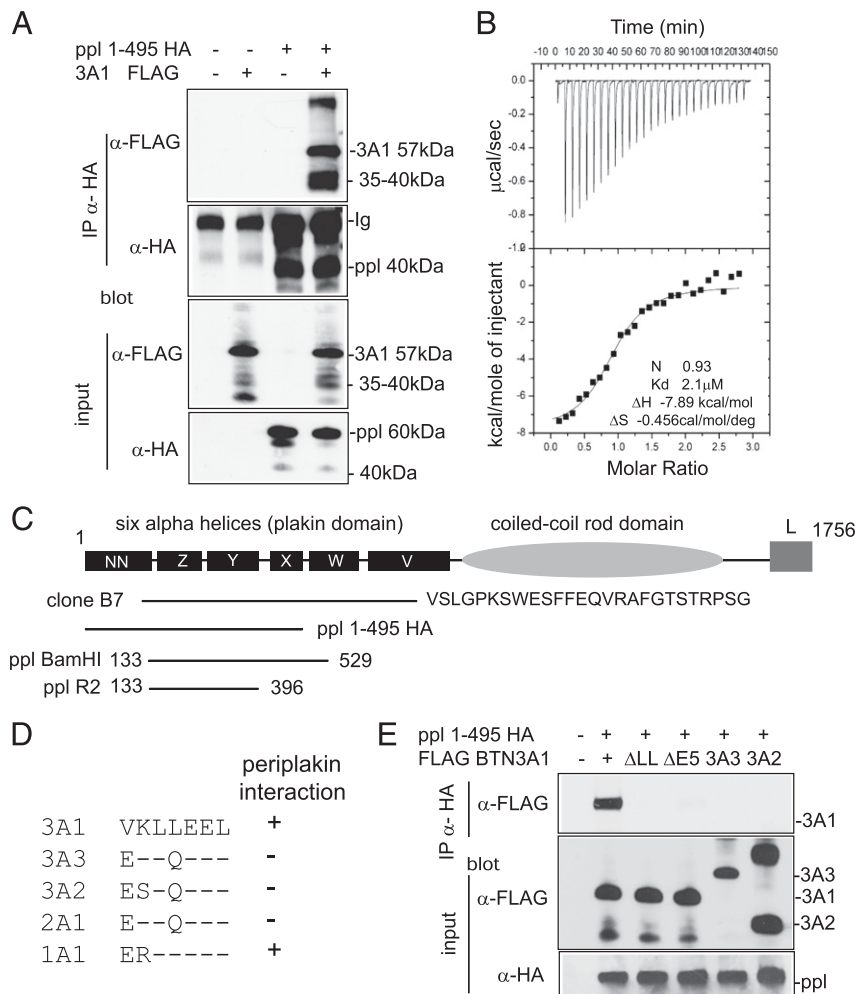 A
ppl 1-495 HA - - + +
3A1 FLAG - + - +
IP α- HA
α-FLAG
-3A1 57kDa
- 35-40kDa
α-HA
-Ig
-ppl 40kDa
blot
input
α-FLAG
-3A1 57kDa
35-40kDa
α-HA
-ppl 60kDa
- 40kDa
B
Time (min)
-10 0 10 20 30 40 50 60 70 80 90 100 110 120 130 140 150
µcal/sec
0.0
-0.2
-0.4
-0.6
-0.8
kcal/mole of injectant
0
-2
-4
-6
-8
N 0.93
Kd 2.1µM
ΔH -7.89 kcal/mol
ΔS -0.456cal/mol/deg
0.0 0.5 1.0 1.5 2.0 2.5 3.0
Molar Ratio
C
1 six alpha helices (plakin domain) coiled-coil rod domain L 1756
NN Z Y X W V
clone B7 VSLGPKSWESFFEQVRAFGTSTRPSG
ppl 1-495 HA
ppl BamHI 133 529
ppl R2 133 396
D
periplakin
interaction
3A1 VKLLEEL +
3A3 E--Q--- -
3A2 ES-Q--- -
2A1 E--Q--- -
1A1 ER----- +
E
ppl 1-495 HA - + + + + +
FLAG BTN3A1 - + ΔLL ΔE5 3A3 3A2
IP α- HA
α-FLAG
-3A1
blot
input
α-FLAG
-3A3
-3A1
-3A2
α-HA
-ppl